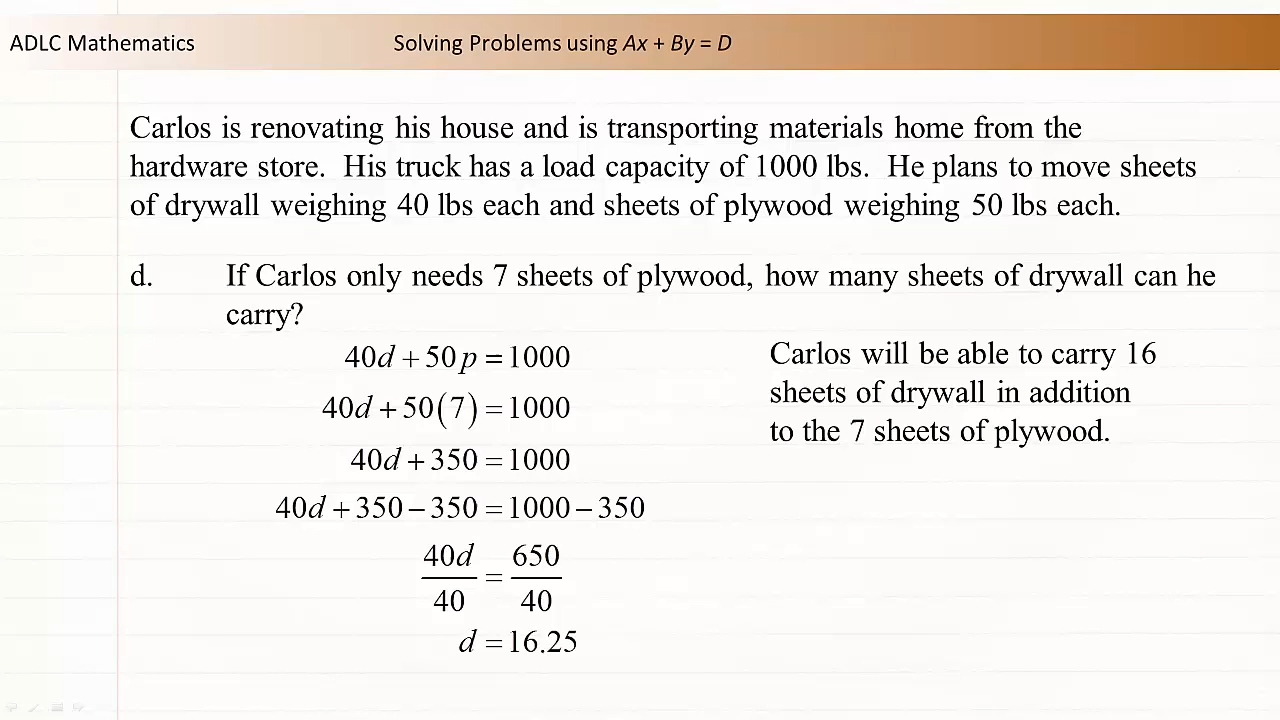 ADLC Mathematics
Solving Problems using Ax + By = D
Carlos is renovating his house and is transporting materials home from the
hardware store. His truck has a load capacity of 1000 lbs. He plans to move sheets
of drywall weighing 40 lbs each and sheets of plywood weighing 50 lbs each.
d. If Carlos only needs 7 sheets of plywood, how many sheets of drywall can he
carry?
40d + 50p = 1000
40d + 50(7) = 1000
40d + 350 = 1000
40d + 350 − 350 = 1000 − 350
40d/40 = 650/40
d = 16.25
Carlos will be able to carry 16
sheets of drywall in addition
to the 7 sheets of plywood.